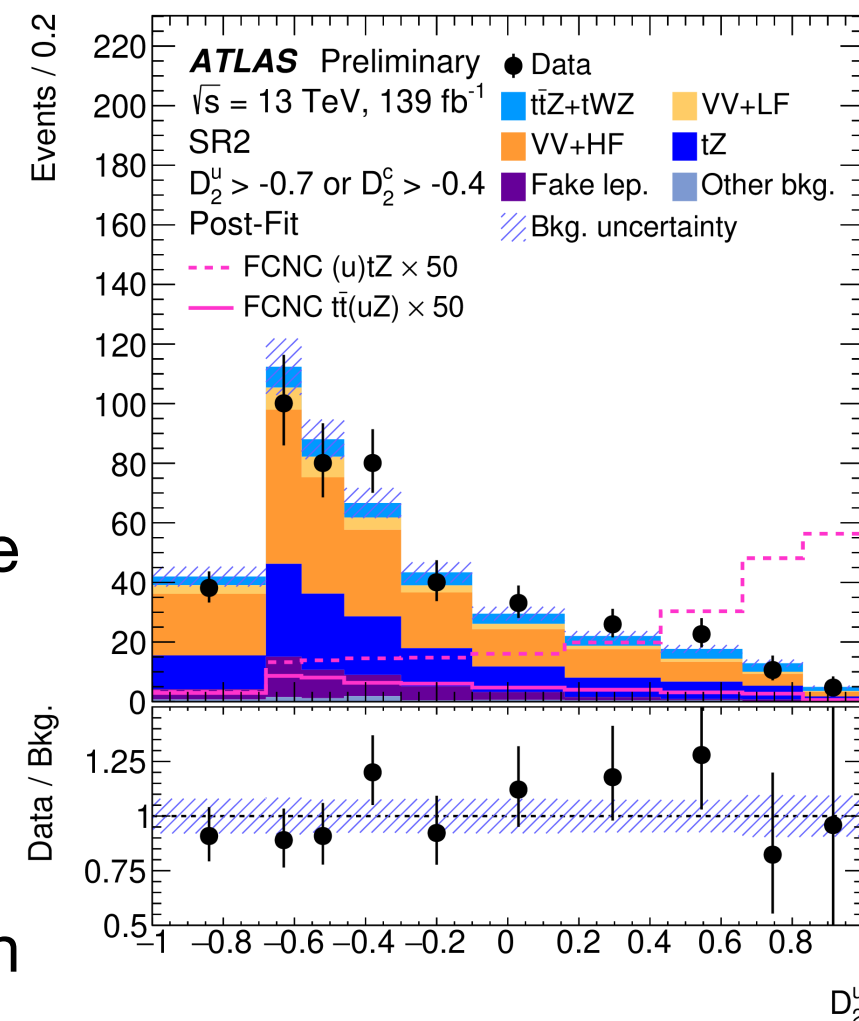 Events / 0.2
220
200
180
160
140
120
100
80
60
40
20
0
ATLAS Preliminary
√s = 13 TeV, 139 fb⁻¹
SR2
D₂ᵘ > -0.7 or D₂ᶜ > -0.4
Post-Fit
FCNC (u)tZ × 50
FCNC tt̄(uZ) × 50
Data
tt̄Z+tWZ
VV+LF
VV+HF
tZ
Fake lep.
Other bkg.
Bkg. uncertainty
e
Data / Bkg.
1.25
1
0.75
0.5
n
−1 −0.8 −0.6 −0.4 −0.2 0 0.2 0.4 0.6 0.8
D₂ᵘ